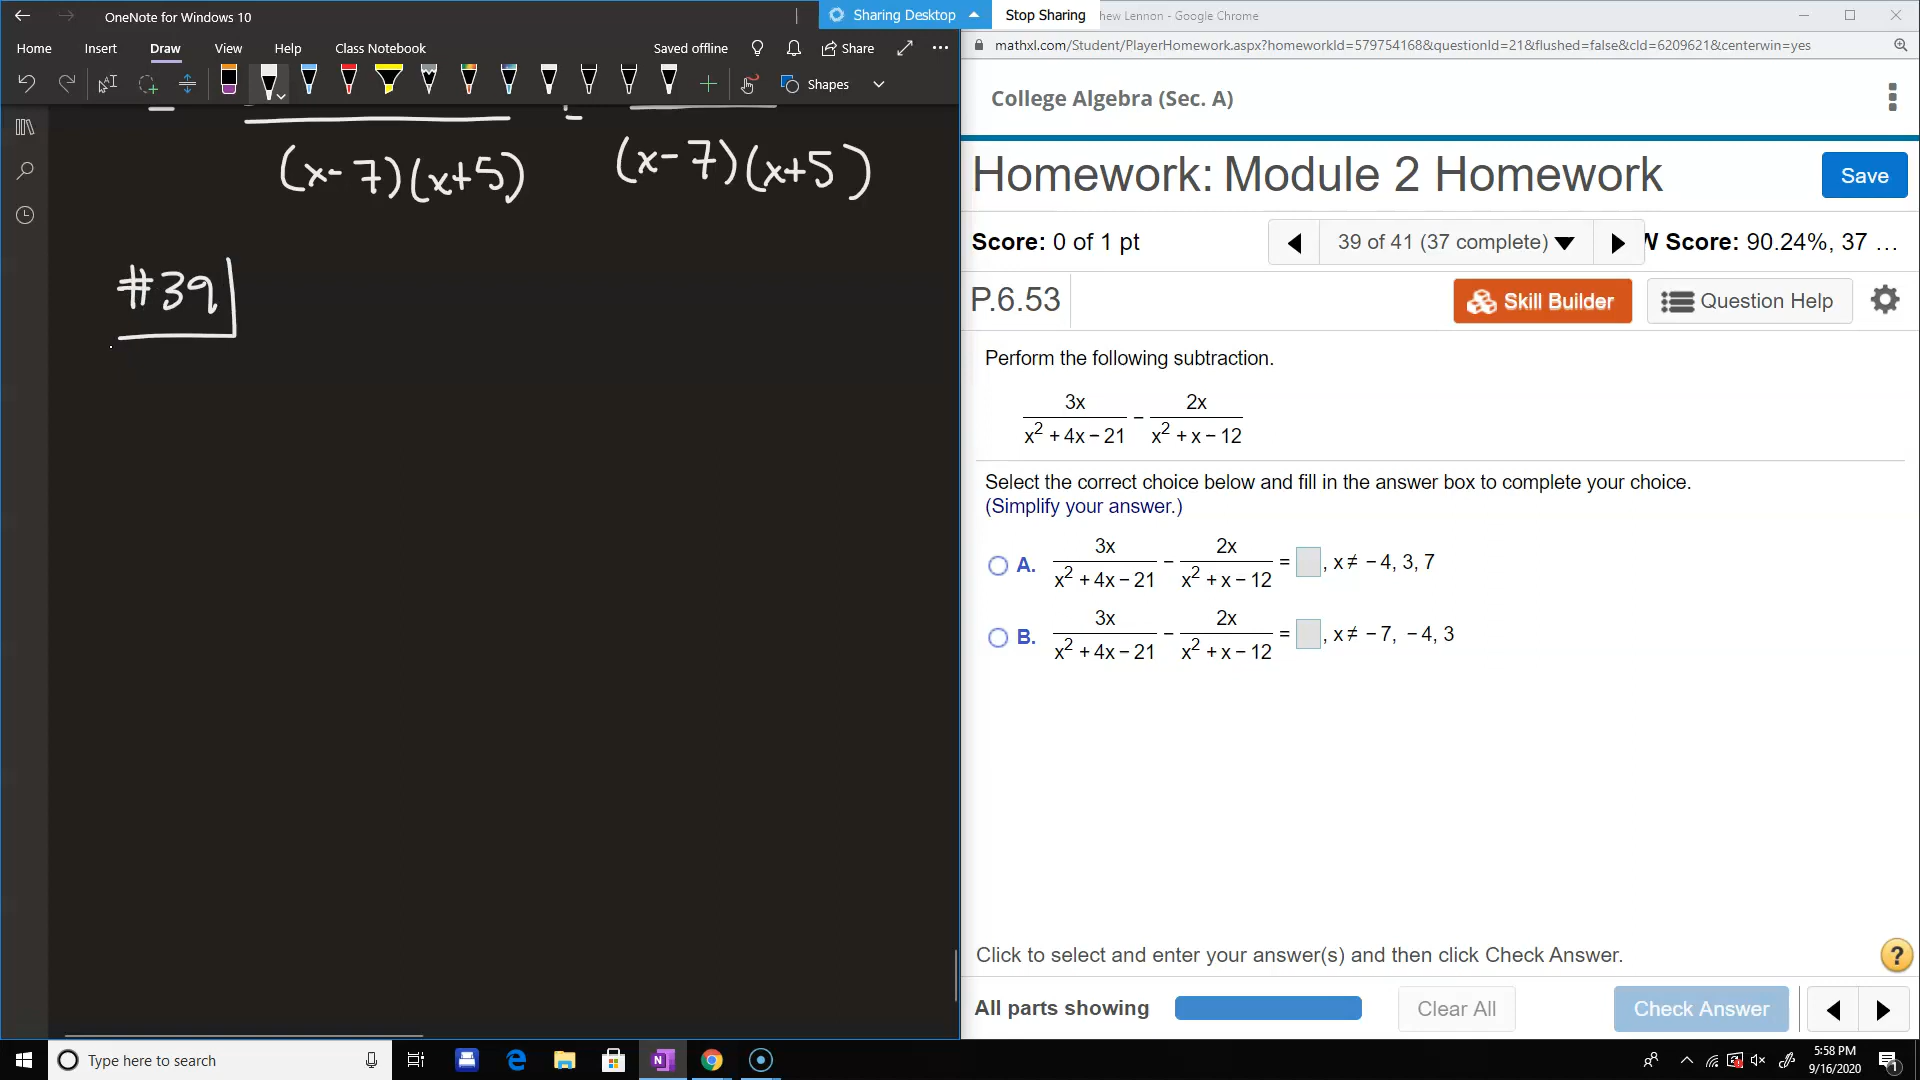 OneNote for Windows 10
Sharing Desktop
Stop Sharing
hew Lennon - Google Chrome
Home
Insert
Draw
View
Help
Class Notebook
Saved offline
Share
mathxl.com/Student/PlayerHomework.aspx?homeworkId=579754168&questionId=21&flushed=false&cId=6209621&centerwin=yes
Shapes
College Algebra (Sec. A)
(x-7)(x+5)
(x-7)(x+5)
#39
Homework: Module 2 Homework
Save
Score: 0 of 1 pt
39 of 41 (37 complete)
W Score: 90.24%, 37 ...
P.6.53
Skill Builder
Question Help
Perform the following subtraction.
3x 2x
–
x² + 4x – 21 x² + x – 12
Select the correct choice below and fill in the answer box to complete your choice.
(Simplify your answer.)
3x 2x
A. – = , x ≠ – 4, 3, 7
x² + 4x – 21 x² + x – 12
3x 2x
B. – = , x ≠ – 7, – 4, 3
x² + 4x – 21 x² + x – 12
Click to select and enter your answer(s) and then click Check Answer.
?
All parts showing
Clear All
Check Answer
Type here to search
5:58 PM
9/16/2020
1